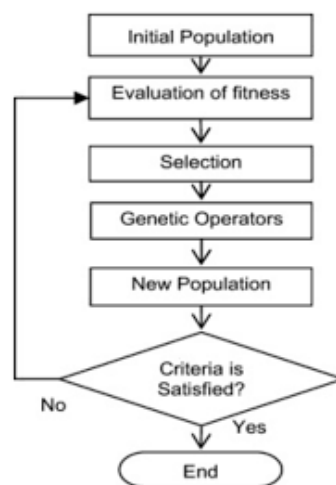 Initial Population
Evaluation of fitness
Selection
Genetic Operators
New Population
Criteria is
Satisfied?
No
Yes
End